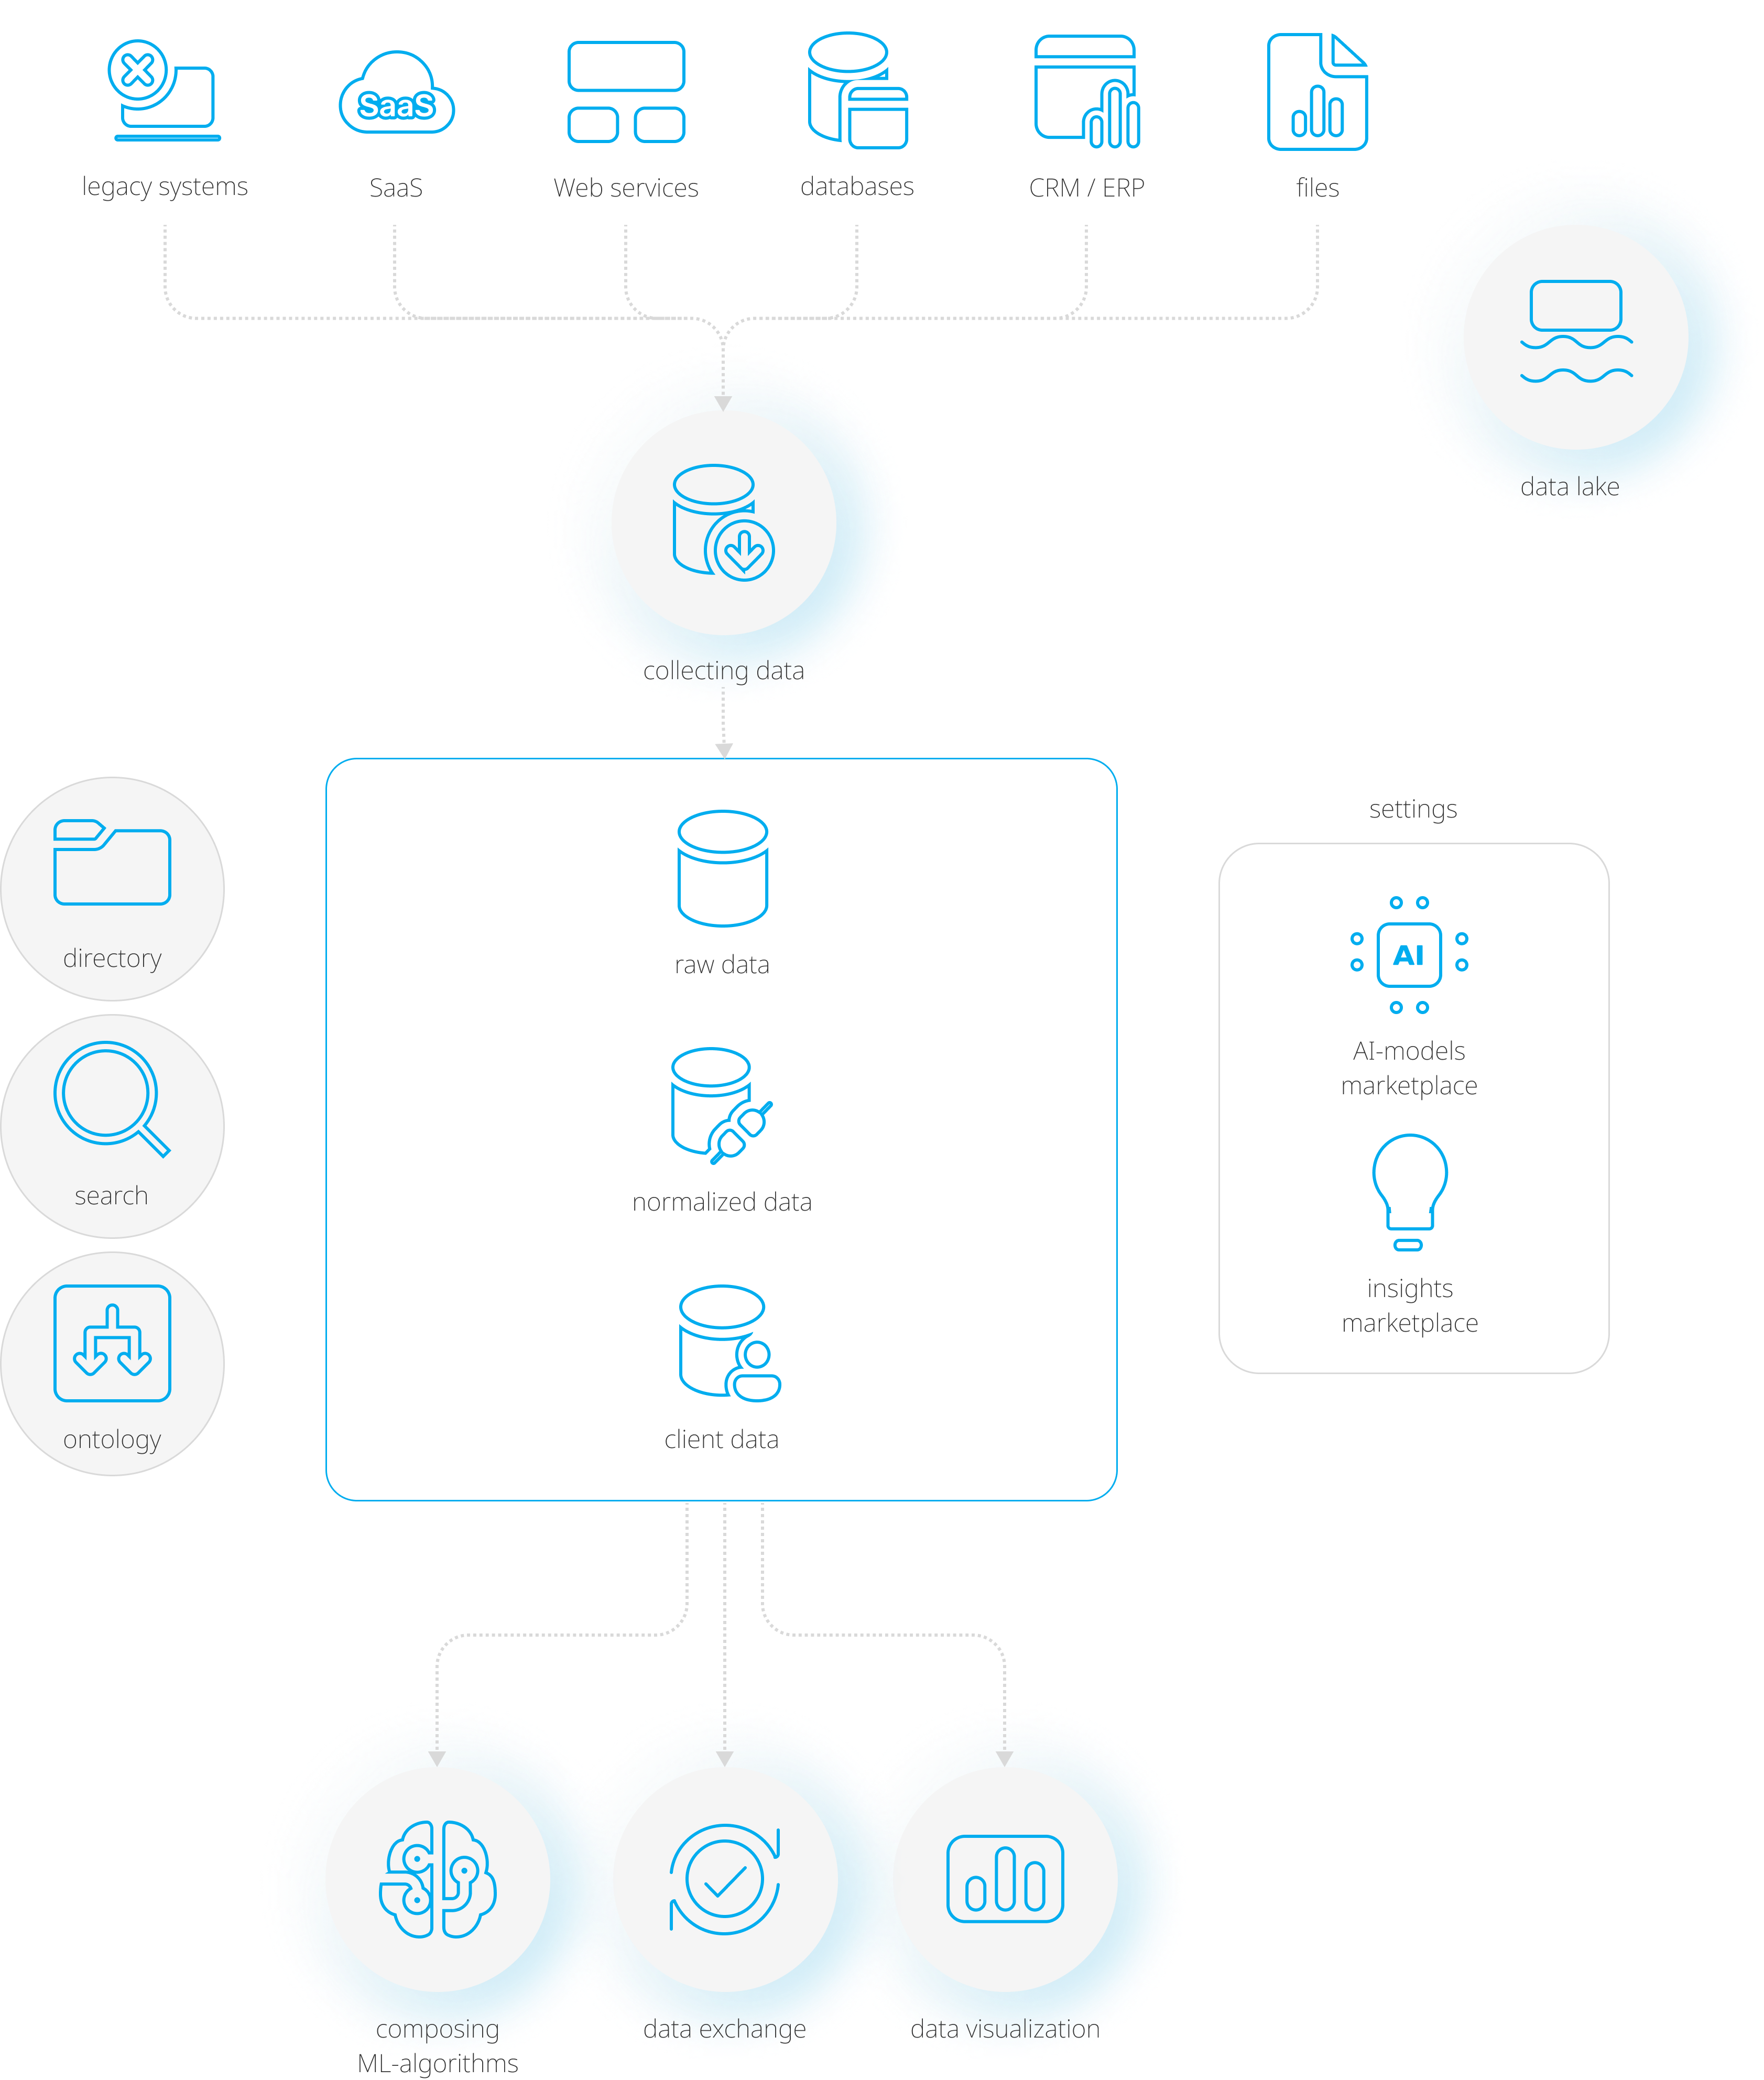 SaaS
legacy systems
SaaS
Web services
databases
CRM / ERP
files
data lake
collecting data
settings
directory
raw data
AI
AI-models
marketplace
search
normalized data
insights
marketplace
ontology
client data
composing
ML-algorithms
data exchange
data visualization